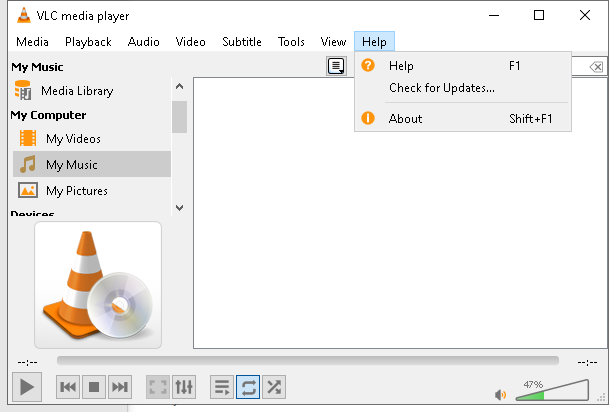 VLC media player
Media Playback Audio Video Subtitle Tools View Help
My Music
Media Library
My Computer
My Videos
My Music
My Pictures
Devices
Help F1
Check for Updates...
About Shift+F1
--:-- --:--
47%